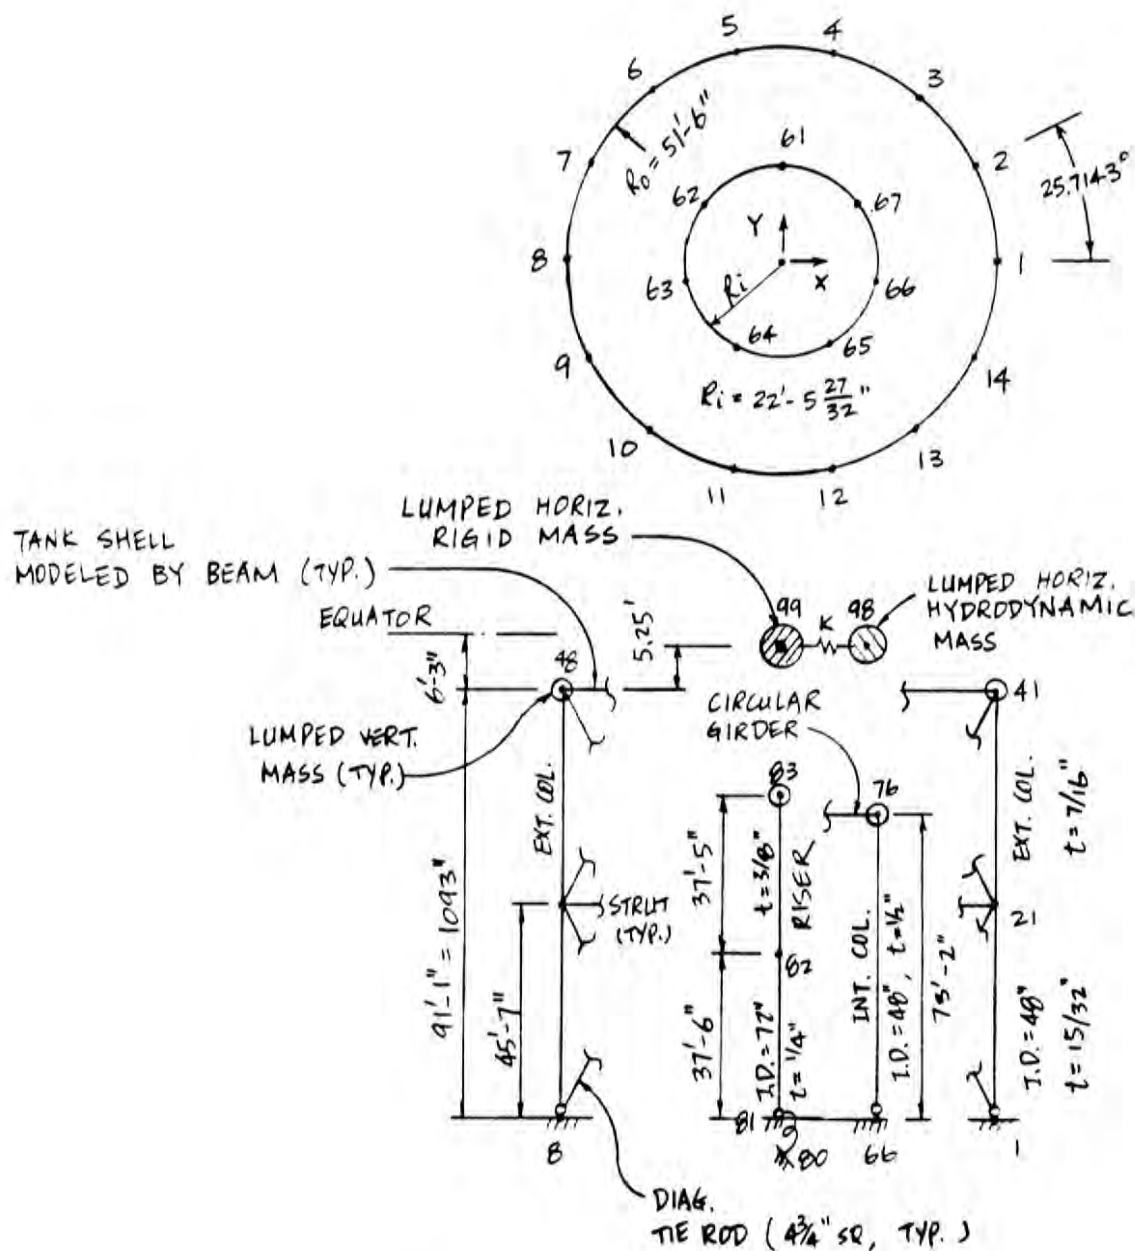 5
4
6
3
R₀ = 51'-6"
61
7
2
25.7143°
62
67
Y
8
X
1
63
Ri
66
64
65
9
Ri = 22'-5 27/32"
14
10
13
11
12
LUMPED HORIZ.
RIGID MASS
TANK SHELL
MODELED BY BEAM (TYP.)
LUMPED HORIZ.
HYDRODYNAMIC
MASS
99
K
98
EQUATOR
5.25'
6'-3"
48
41
CIRCULAR
GIRDER
LUMPED VERT.
MASS (TYP.)
83
76
EXT. COL.
EXT. COL.
t = 7/16"
37'-5"
t = 3/8"
RISER
STRUT
(TYP.)
21
82
91'-1" = 1093"
45'-7"
37'-6"
I.D. = 72"
t = 1/4"
INT. COL.
I.D. = 48", t = 1/2"
73'-2"
I.D. = 48"
t = 15/32"
8
81
80
66
1
DIAG.
TIE ROD (4 3/4" SQ, TYP.)